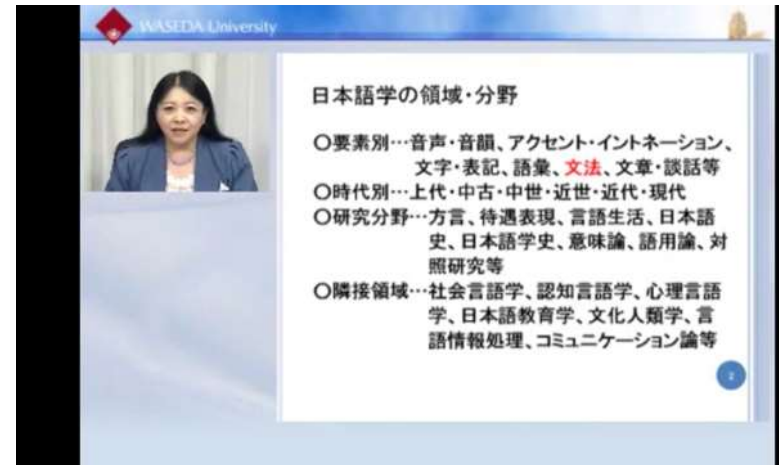 WASEDA University
日本語学の領域・分野
〇要素別…音声・音韻、アクセント・イントネーション、
文字・表記、語彙、文法、文章・談話等
〇時代別…上代・中古・中世・近世・近代・現代
〇研究分野…方言、待遇表現、言語生活、日本語
史、日本語学史、意味論、語用論、対
照研究等
〇隣接領域…社会言語学、認知言語学、心理言語
学、日本語教育学、文化人類学、言
語情報処理、コミュニケーション論等
2